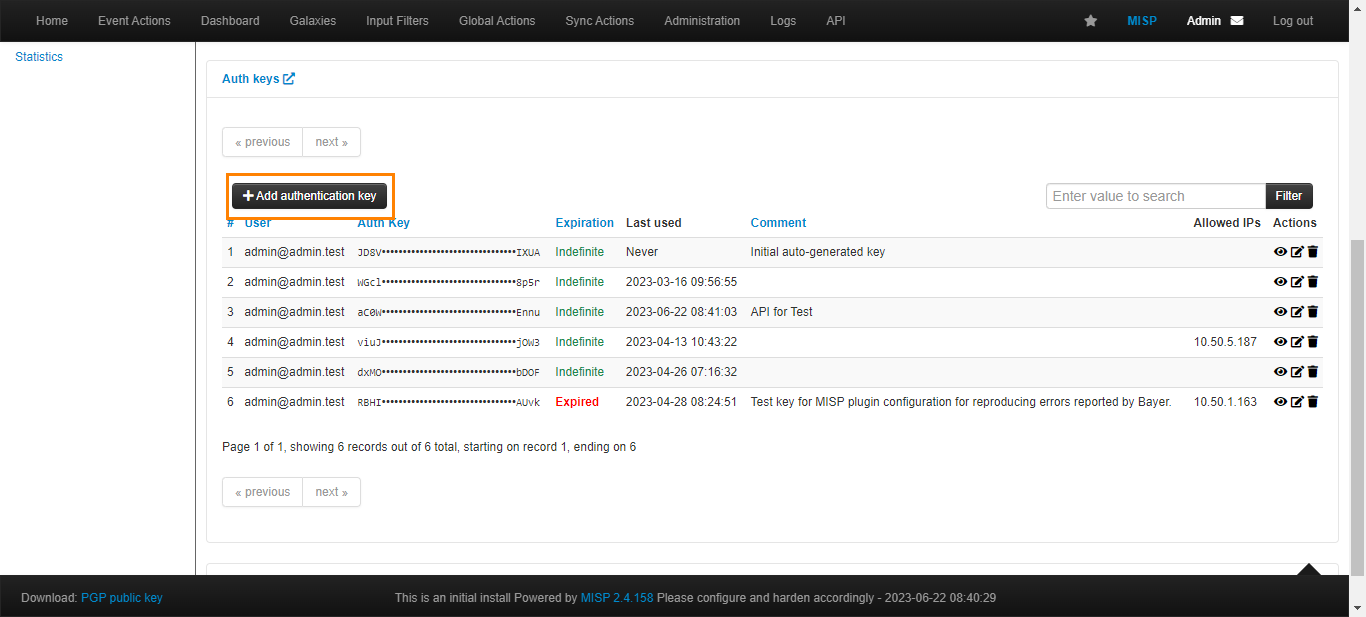 Home Event Actions Dashboard Galaxies Input Filters Global Actions Sync Actions Administration Logs API MISP Admin Log out
Statistics
Auth keys
« previous next »
Add authentication key Enter value to search Filter
# User Auth Key Expiration Last used Comment Allowed IPs Actions
1 admin@admin.test JD8V••••••••••••••••••••••••••••••••IXUA Indefinite Never Initial auto-generated key
2 admin@admin.test WGcl••••••••••••••••••••••••••••••••8p5r Indefinite 2023-03-16 09:56:55
3 admin@admin.test aC0W••••••••••••••••••••••••••••••••Ennu Indefinite 2023-06-22 08:41:03 API for Test
4 admin@admin.test viuJ••••••••••••••••••••••••••••••••jOW3 Indefinite 2023-04-13 10:43:22 10.50.5.187
5 admin@admin.test dxMO••••••••••••••••••••••••••••••••bDOF Indefinite 2023-04-26 07:16:32
6 admin@admin.test RBHI••••••••••••••••••••••••••••••••AUvk Expired 2023-04-28 08:24:51 Test key for MISP plugin configuration for reproducing errors reported by Bayer. 10.50.1.163
Page 1 of 1, showing 6 records out of 6 total, starting on record 1, ending on 6
« previous next »
Download: PGP public key This is an initial install Powered by MISP 2.4.158 Please configure and harden accordingly - 2023-06-22 08:40:29